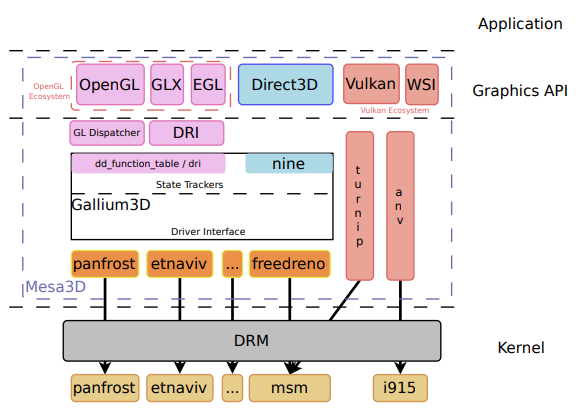 Application
OpenGL
Ecosystem
OpenGL
GLX
EGL
Direct3D
Vulkan
WSI
Vulkan Ecosystem
Graphics API
GL Dispatcher
DRI
dd_function_table / dri
nine
State Trackers
Gallium3D
Driver Interface
turnip
anv
panfrost
etnaviv
...
freedreno
Mesa3D
DRM
Kernel
panfrost
etnaviv
...
msm
i915